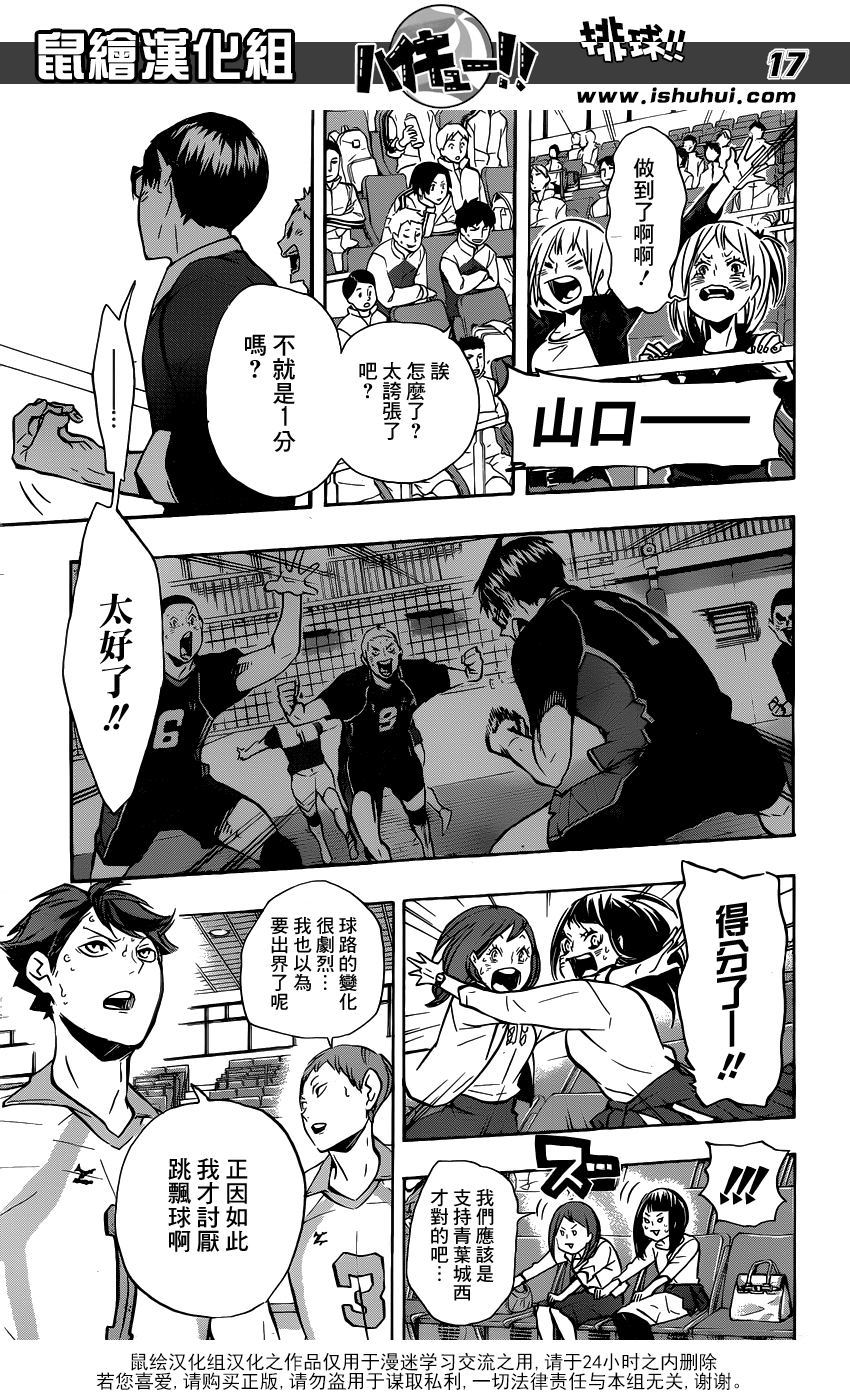 鼠繪漢化組
ハイキュー!!
排球!!
17
www.ishuhui.com
做到了啊啊!
山口——
誒
怎麼了?
太誇張了
吧?
不就是1分
嗎?
——…
太好了!!
6
9
11
得分了—!!
球路的變化
很劇烈…
我也以為
要出界了呢
正因如此
我才討厭
跳飄球啊
1
3
!!!
スッ
我們應該是
支持青葉城西
才對的吧…
鼠绘汉化组汉化之作品仅用于漫迷学习交流之用, 请于24小时之内删除
若您喜爱, 请购买正版, 请勿盗用于谋取私利, 一切法律责任与本组无关, 谢谢。